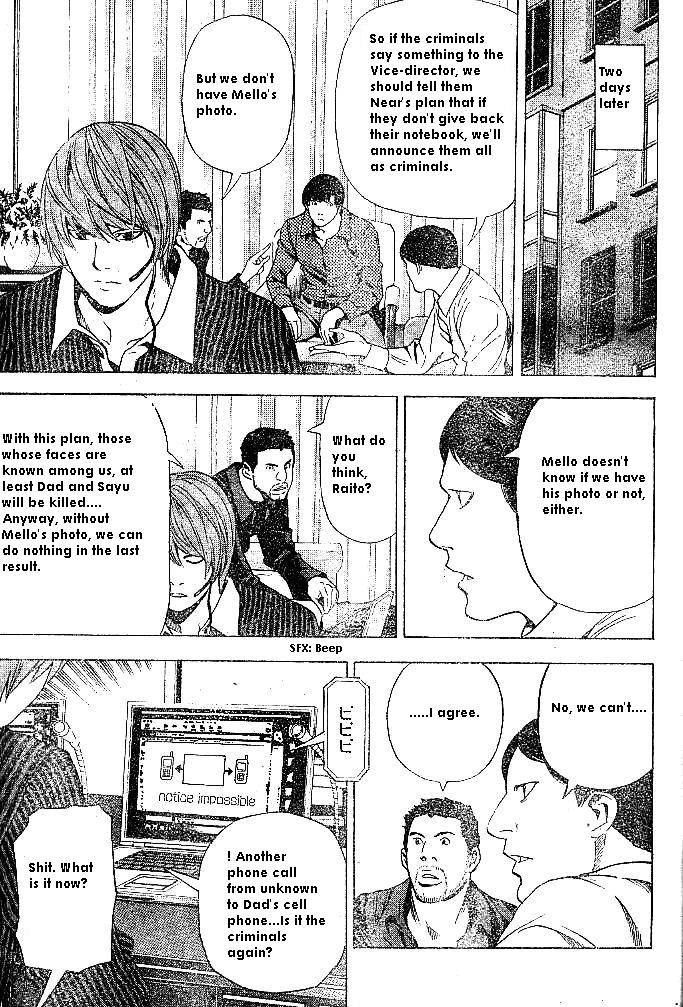 Two
days
later
So if the criminals
say something to the
Vice-director, we
should tell them
Near's plan that if
they don't give back
their notebook, we'll
announce them all
as criminals.
But we don't
have Mello's
photo.
Mello doesn't
know if we have
his photo or not,
either.
What do
you
think,
Raito?
With this plan, those
whose faces are
known among us, at
least Dad and Sayu
will be killed....
Anyway, without
Mello's photo, we can
do nothing in the last
result.
SFX: Beep
No, we can't....
.....I agree.
ピピピ
notice impossible
! Another
phone call
from unknown
to Dad's cell
phone...Is it the
criminals
again?
Shit. What
is it now?